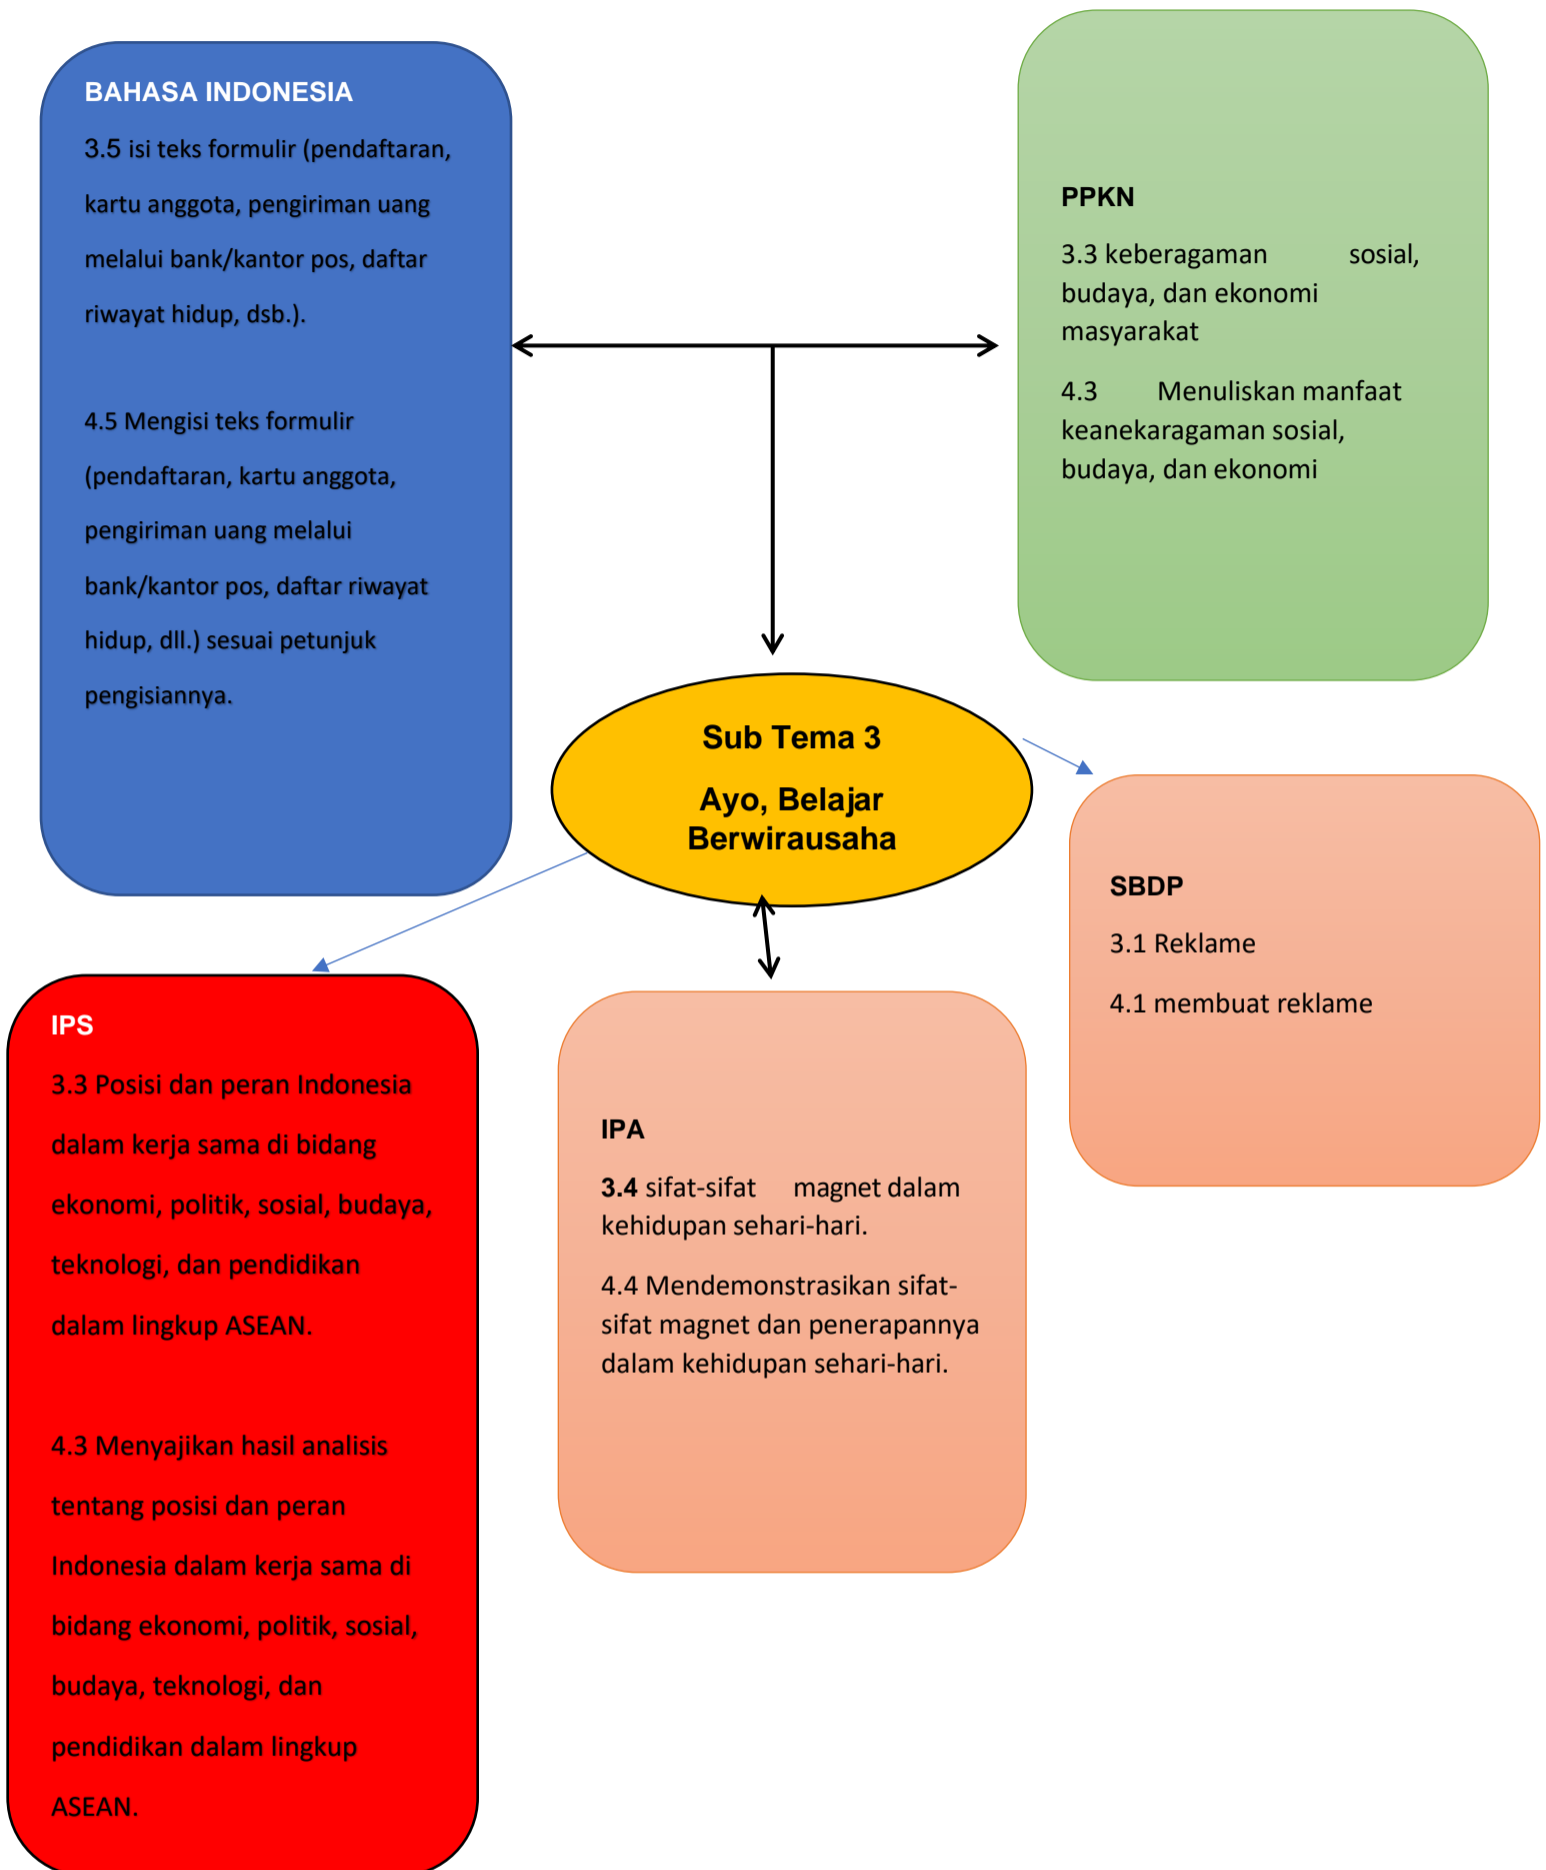 BAHASA INDONESIA
3.5 isi teks formulir (pendaftaran,
kartu anggota, pengiriman uang
melalui bank/kantor pos, daftar
riwayat hidup, dsb.).
4.5 Mengisi teks formulir
(pendaftaran, kartu anggota,
pengiriman uang melalui
bank/kantor pos, daftar riwayat
hidup, dll.) sesuai petunjuk
pengisiannya.
PPKN
3.3 keberagaman sosial,
budaya, dan ekonomi
masyarakat
4.3 Menuliskan manfaat
keanekaragaman sosial,
budaya, dan ekonomi
Sub Tema 3
Ayo, Belajar
Berwirausaha
SBDP
3.1 Reklame
4.1 membuat reklame
IPS
3.3 Posisi dan peran Indonesia
dalam kerja sama di bidang
ekonomi, politik, sosial, budaya,
teknologi, dan pendidikan
dalam lingkup ASEAN.
4.3 Menyajikan hasil analisis
tentang posisi dan peran
Indonesia dalam kerja sama di
bidang ekonomi, politik, sosial,
budaya, teknologi, dan
pendidikan dalam lingkup
ASEAN.
IPA
3.4 sifat-sifat magnet dalam
kehidupan sehari-hari.
4.4 Mendemonstrasikan sifat-
sifat magnet dan penerapannya
dalam kehidupan sehari-hari.